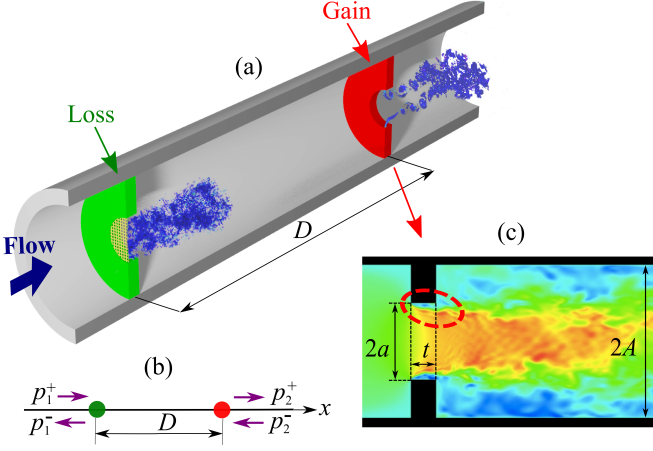 Gain
(a)
Loss
D
Flow
(c)
2a
t
2A
(b)
p₁⁺
p₂⁺
x
p₁⁻
D
p₂⁻